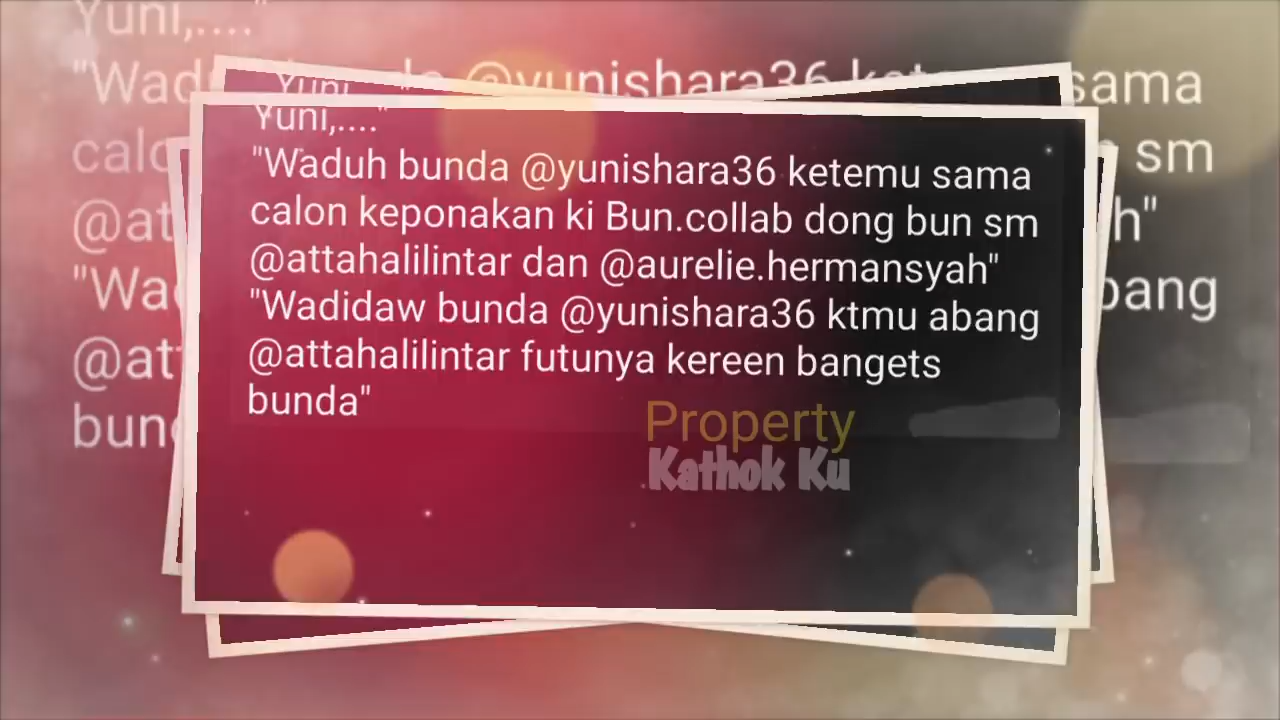 Yuni,...."
"Waduh bunda @yunishara36 ketemu sama
calon keponakan ki Bun.collab dong bun sm
@attahalilintar dan @aurelie.hermansyah"
"Wadidaw bunda @yunishara36 ktmu abang
@attahalilintar futunya kereen bangets
bunda"
Property
Kathok Ku